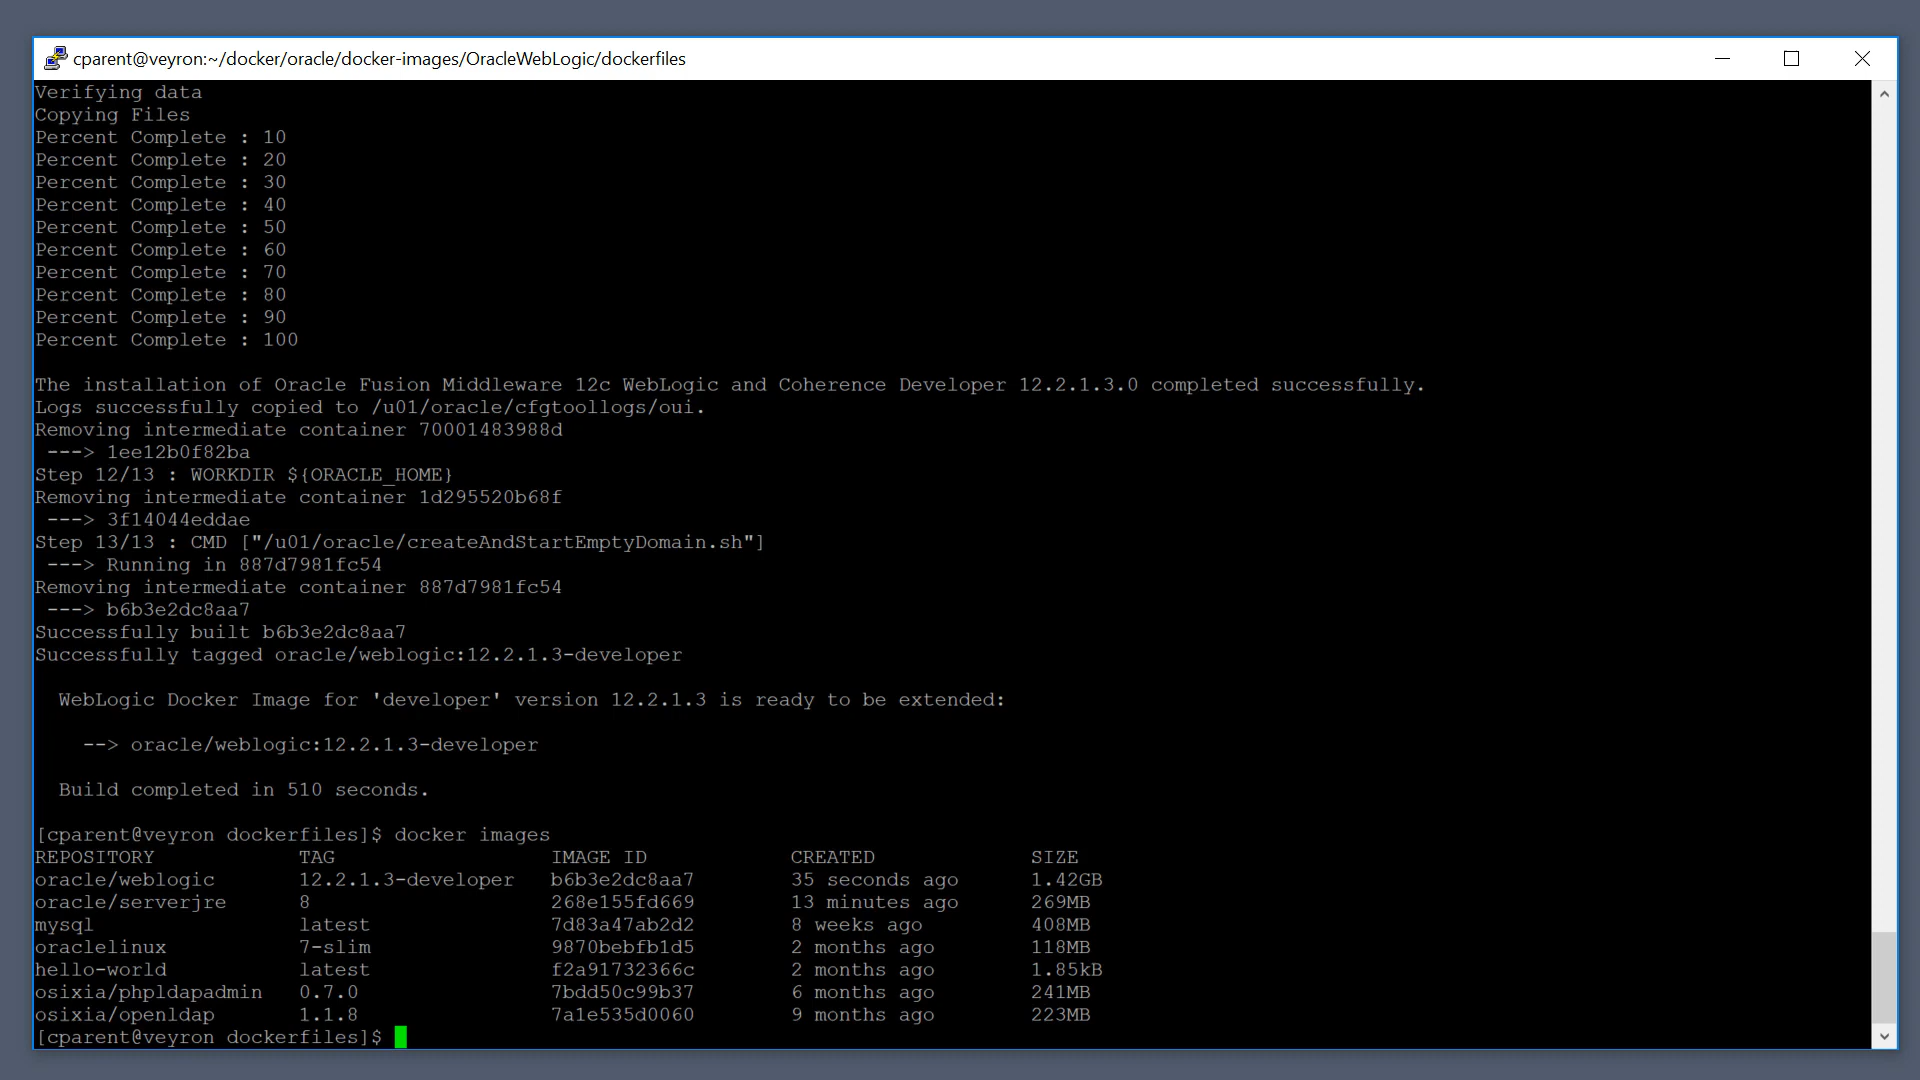 cparent@veyron:~/docker/oracle/docker-images/OracleWebLogic/dockerfiles
Verifying data
Copying Files
Percent Complete : 10
Percent Complete : 20
Percent Complete : 30
Percent Complete : 40
Percent Complete : 50
Percent Complete : 60
Percent Complete : 70
Percent Complete : 80
Percent Complete : 90
Percent Complete : 100
The installation of Oracle Fusion Middleware 12c WebLogic and Coherence Developer 12.2.1.3.0 completed successfully.
Logs successfully copied to /u01/oracle/cfgtoollogs/oui.
Removing intermediate container 70001483988d
 ---> 1ee12b0f82ba
Step 12/13 : WORKDIR ${ORACLE_HOME}
Removing intermediate container 1d295520b68f
 ---> 3f14044eddae
Step 13/13 : CMD ["/u01/oracle/createAndStartEmptyDomain.sh"]
 ---> Running in 887d7981fc54
Removing intermediate container 887d7981fc54
 ---> b6b3e2dc8aa7
Successfully built b6b3e2dc8aa7
Successfully tagged oracle/weblogic:12.2.1.3-developer
  WebLogic Docker Image for 'developer' version 12.2.1.3 is ready to be extended:
    --> oracle/weblogic:12.2.1.3-developer
  Build completed in 510 seconds.
[cparent@veyron dockerfiles]$ docker images
REPOSITORY            TAG                  IMAGE ID            CREATED             SIZE
oracle/weblogic       12.2.1.3-developer   b6b3e2dc8aa7        35 seconds ago      1.42GB
oracle/serverjre      8                    268e155fd669        13 minutes ago      269MB
mysql                 latest               7d83a47ab2d2        8 weeks ago         408MB
oraclelinux           7-slim               9870bebfb1d5        2 months ago        118MB
hello-world           latest               f2a91732366c        2 months ago        1.85kB
osixia/phpldapadmin   0.7.0                7bdd50c99b37        6 months ago        241MB
osixia/openldap       1.1.8                7a1e535d0060        9 months ago        223MB
[cparent@veyron dockerfiles]$